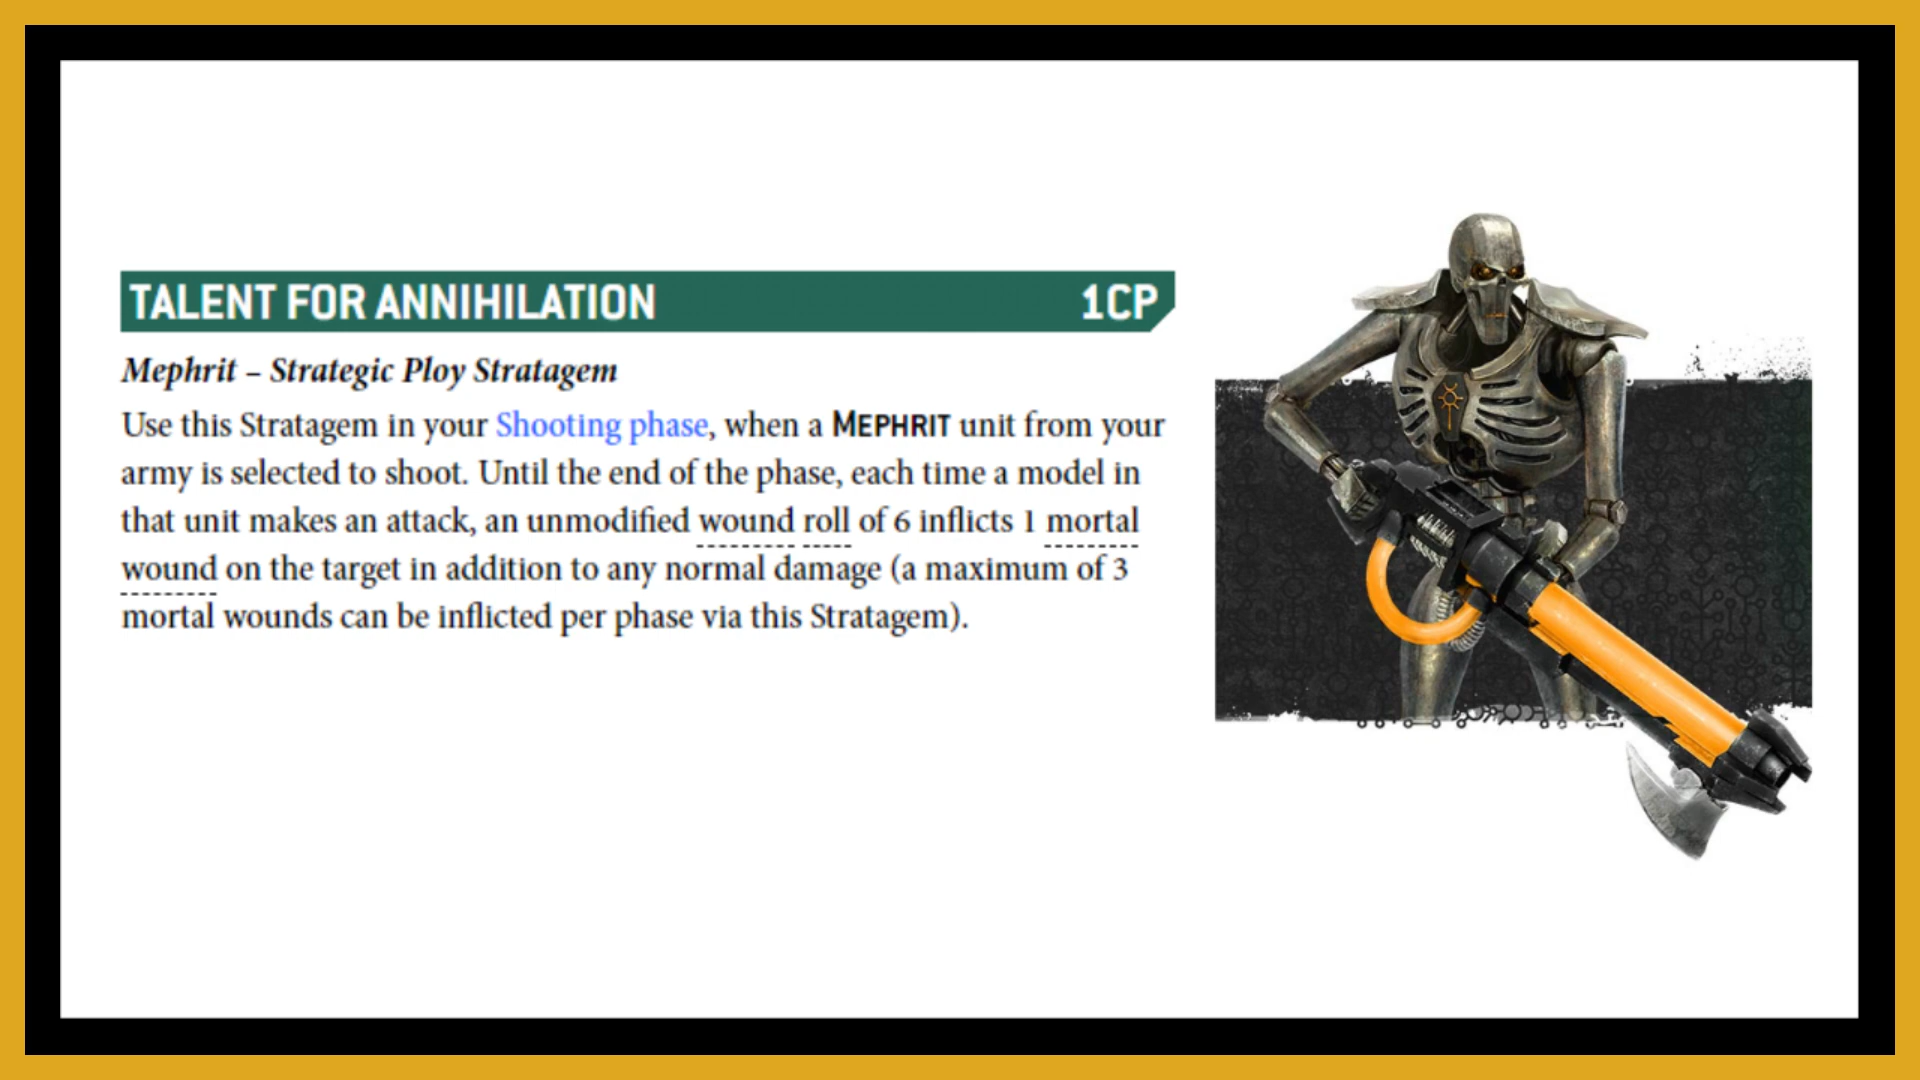 TALENT FOR ANNIHILATION 1CP
Mephrit – Strategic Ploy Stratagem
Use this Stratagem in your Shooting phase, when a MEPHRIT unit from your
army is selected to shoot. Until the end of the phase, each time a model in
that unit makes an attack, an unmodified wound roll of 6 inflicts 1 mortal
wound on the target in addition to any normal damage (a maximum of 3
mortal wounds can be inflicted per phase via this Stratagem).